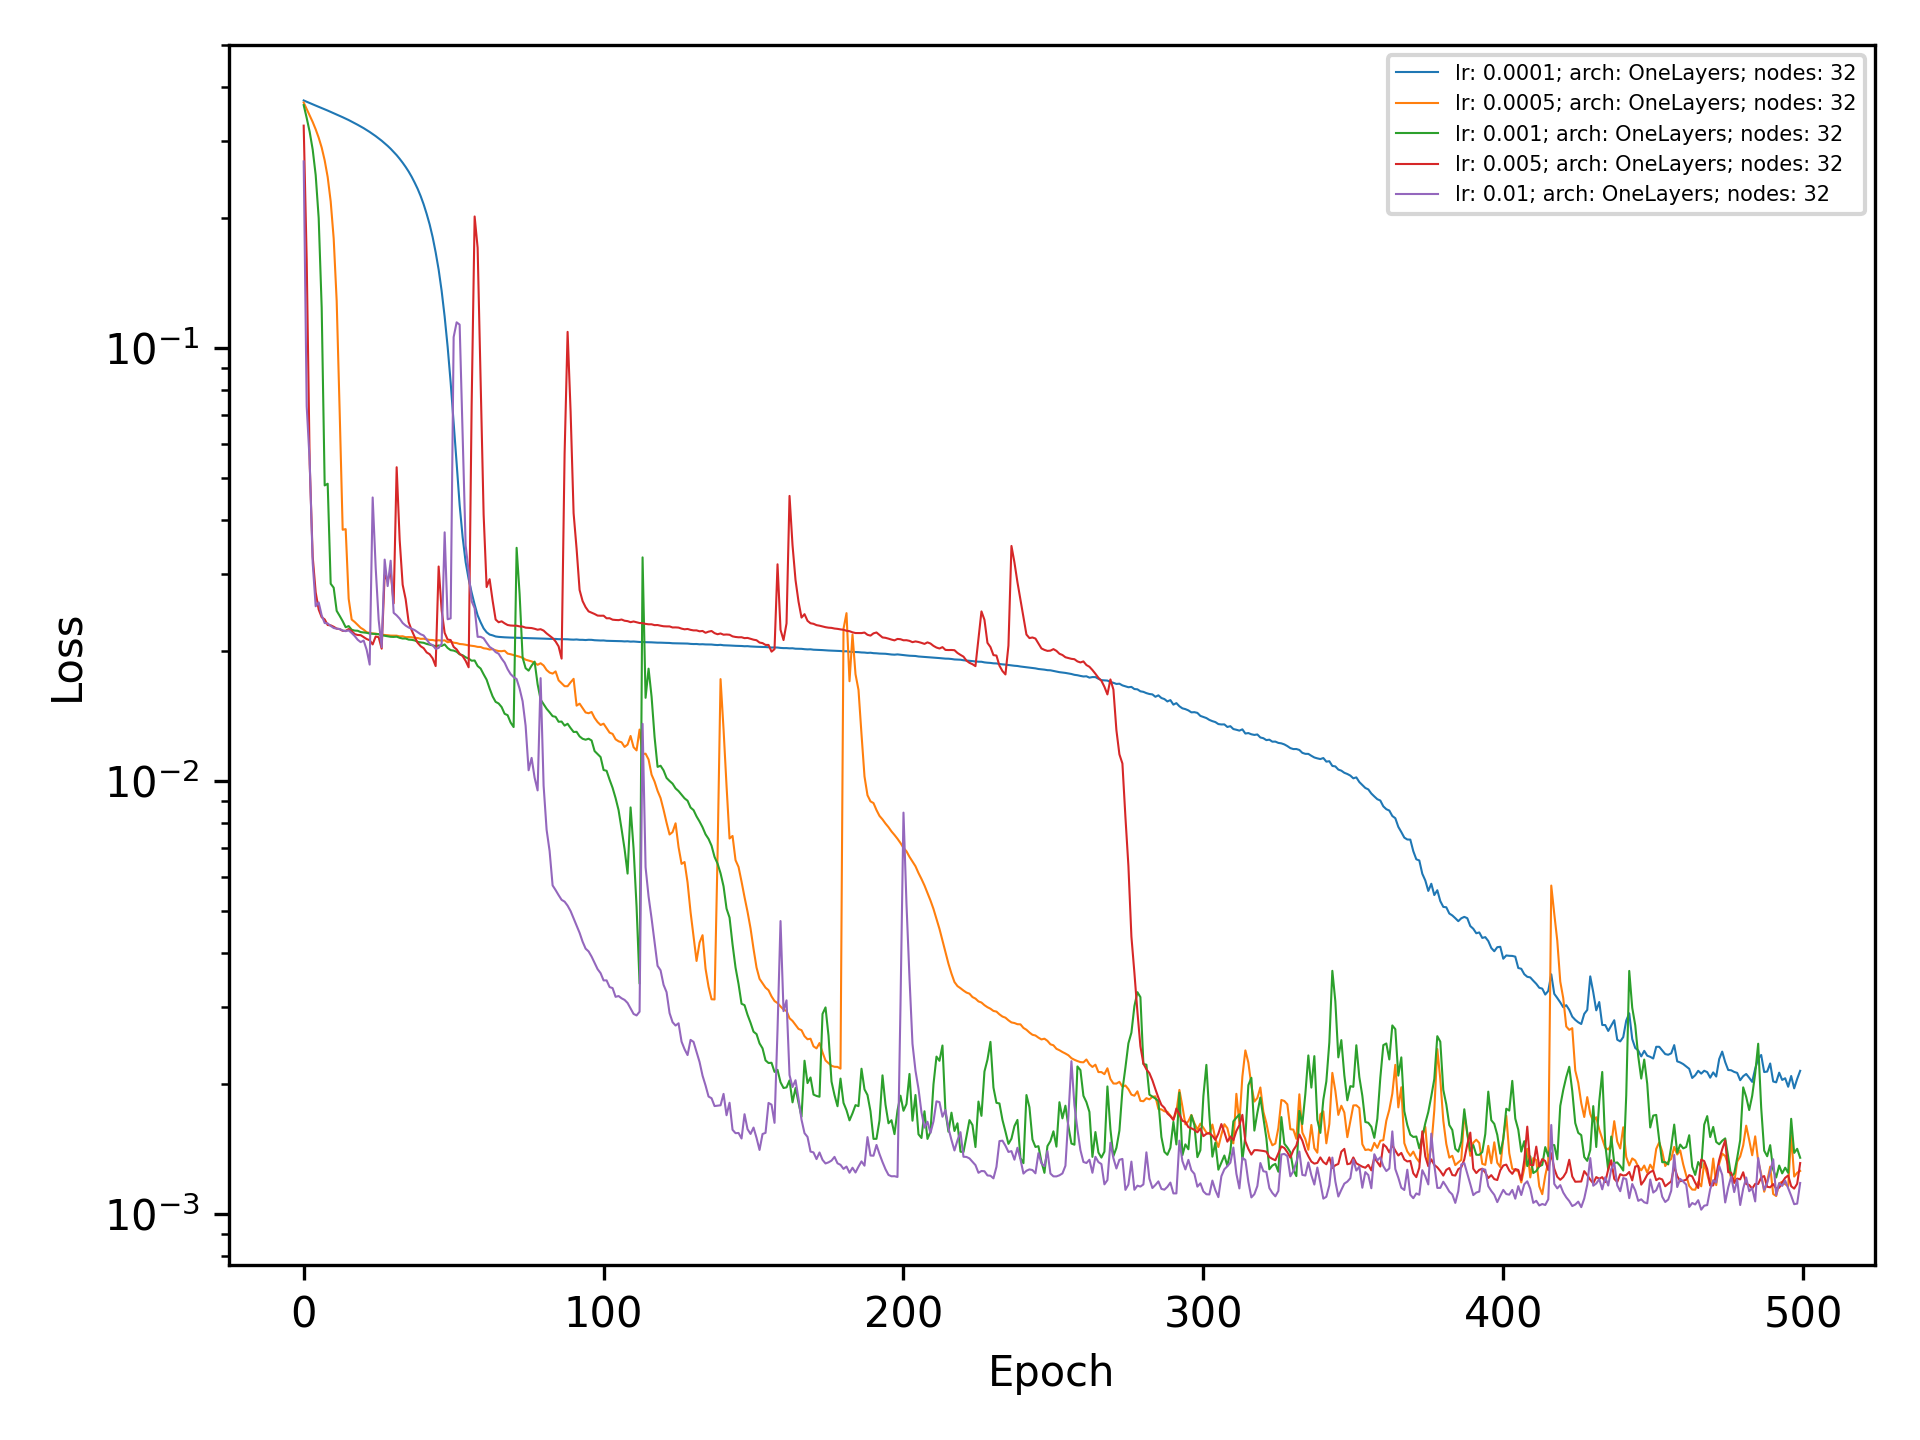 lr: 0.0001; arch: OneLayers; nodes: 32
lr: 0.0005; arch: OneLayers; nodes: 32
lr: 0.001; arch: OneLayers; nodes: 32
lr: 0.005; arch: OneLayers; nodes: 32
lr: 0.01; arch: OneLayers; nodes: 32
Loss
10⁻¹
10⁻²
10⁻³
0 100 200 300 400 500
Epoch